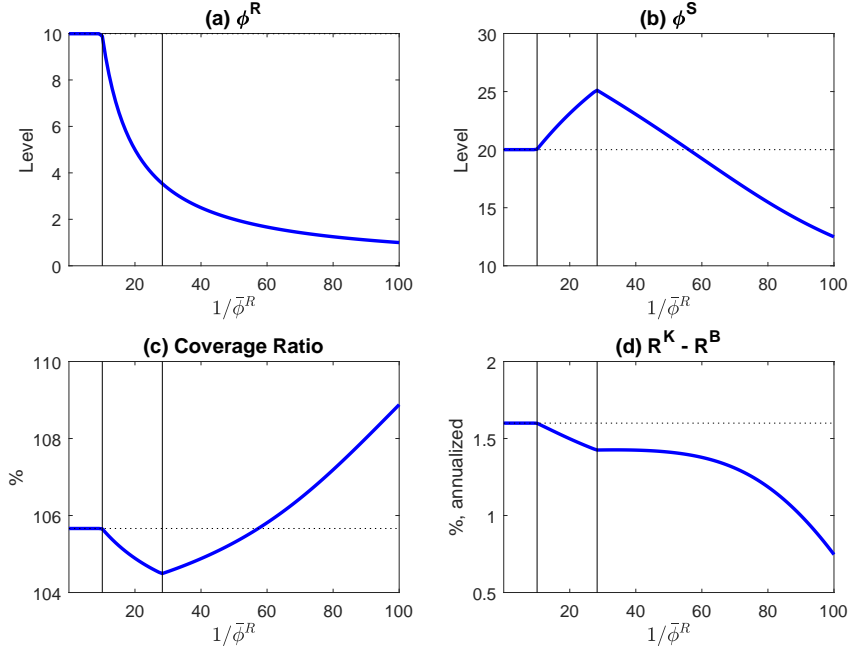 (a) ϕ^R
10
8
6
4
2
0
Level
20 40 60 80 100
1/ϕ̄^R
(b) ϕ^S
30
25
20
15
10
Level
20 40 60 80 100
1/ϕ̄^R
(c) Coverage Ratio
110
108
106
104
%
20 40 60 80 100
1/ϕ̄^R
(d) R^K - R^B
2
1.5
1
0.5
%, annualized
20 40 60 80 100
1/ϕ̄^R